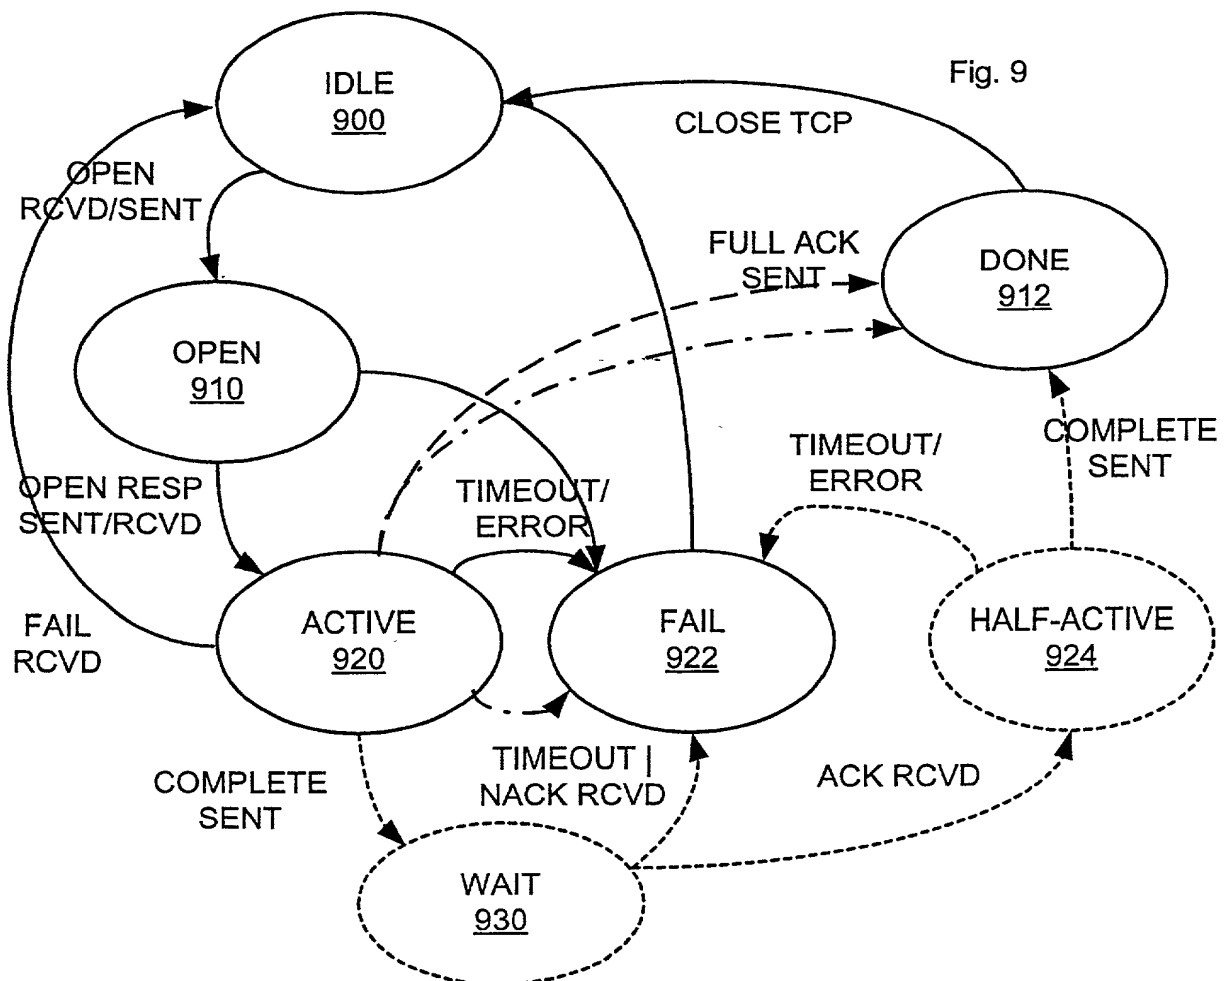 Fig. 9
IDLE
900
CLOSE TCP
OPEN
RCVD/SENT
FULL ACK
SENT
DONE
912
OPEN
910
OPEN RESP
SENT/RCVD
TIMEOUT/
ERROR
TIMEOUT/
ERROR
COMPLETE
SENT
FAIL
RCVD
ACTIVE
920
FAIL
922
HALF-ACTIVE
924
COMPLETE
SENT
TIMEOUT |
NACK RCVD
ACK RCVD
WAIT
930